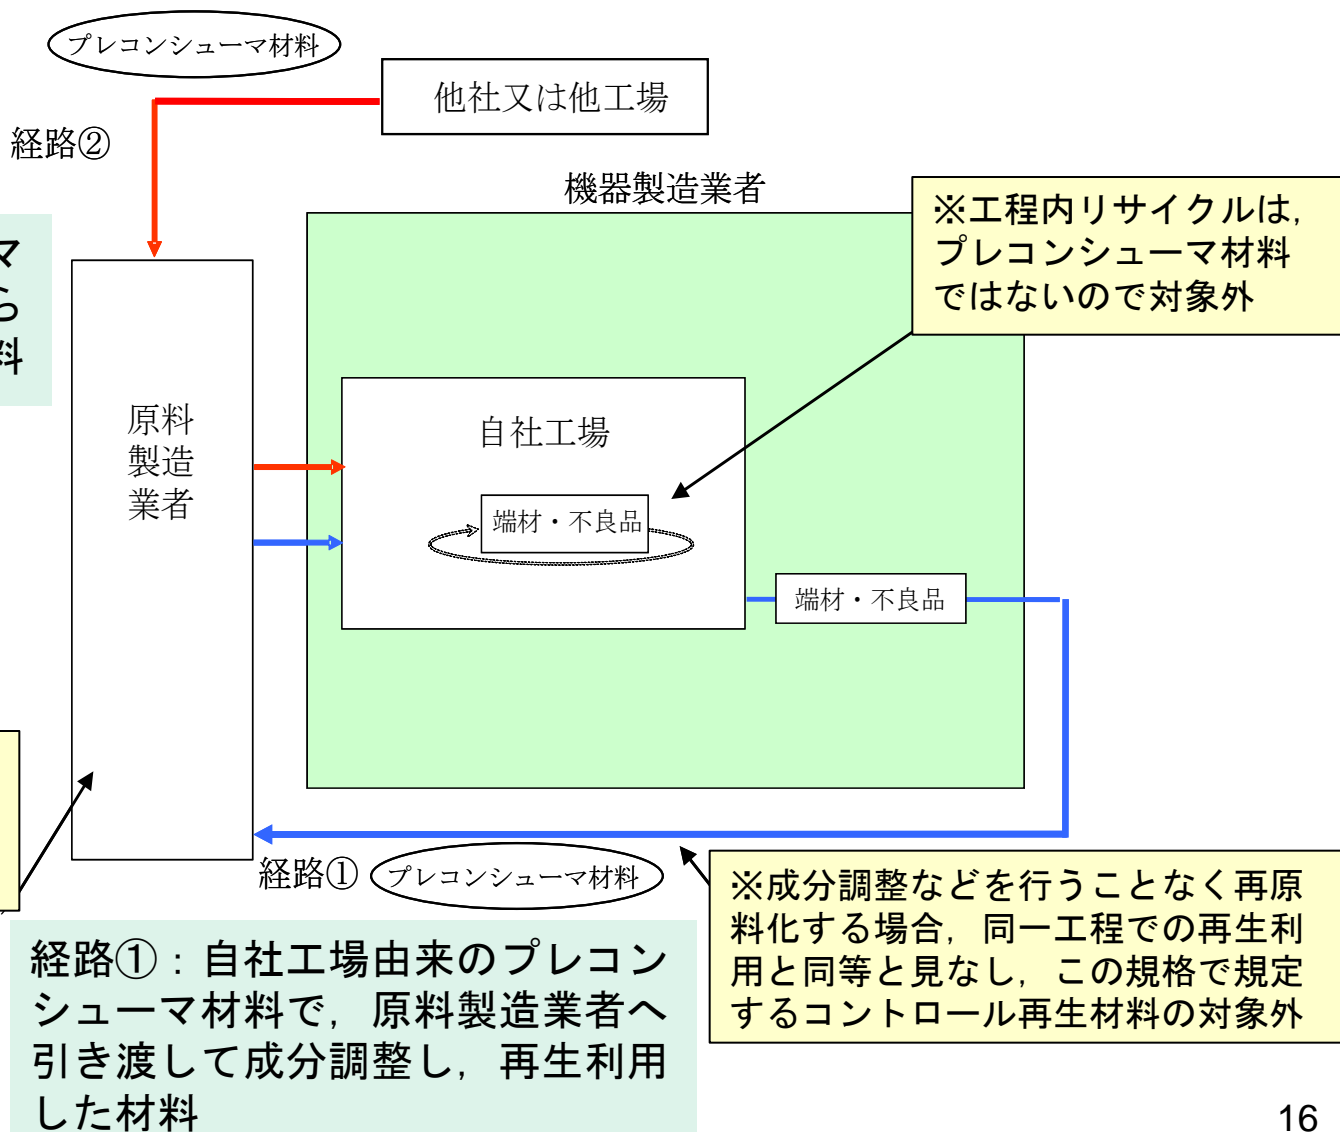 プレコンシューマ材料
他社又は他工場
経路②
機器製造業者
※工程内リサイクルは，
プレコンシューマ材料
ではないので対象外
マ
ら
料
原料
製造
業者
自社工場
端材・不良品
端材・不良品
経路①
プレコンシューマ材料
※成分調整などを行うことなく再原
料化する場合，同一工程での再生利
用と同等と見なし，この規格で規定
するコントロール再生材料の対象外
経路①：自社工場由来のプレコン
シューマ材料で，原料製造業者へ
引き渡して成分調整し，再生利用
した材料
16